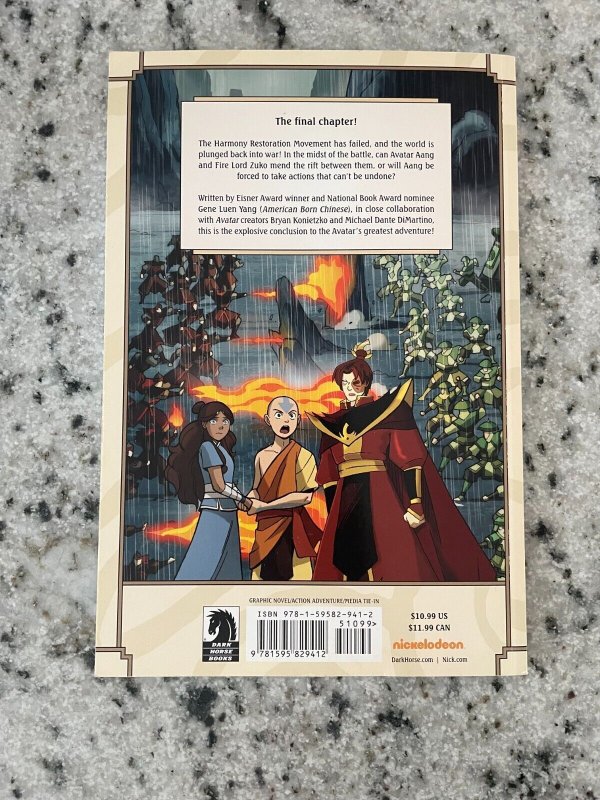 The final chapter!
The Harmony Restoration Movement has failed, and the world is
plunged back into war! In the midst of the battle, can Avatar Aang
and Fire Lord Zuko mend the rift between them, or will Aang be
forced to take actions that can't be undone?
Written by Eisner Award winner and National Book Award nominee
Gene Luen Yang (American Born Chinese), in close collaboration
with Avatar creators Bryan Konietzko and Michael Dante DiMartino,
this is the explosive conclusion to the Avatar's greatest adventure!
GRAPHIC NOVEL/ACTION ADVENTURE/MEDIA TIE-IN
DARK
HORSE
BOOKS
ISBN 978-1-59582-941-2
51099>
9 781595 829412
$10.99 US
$11.99 CAN
nickelodeon
DarkHorse.com | Nick.com